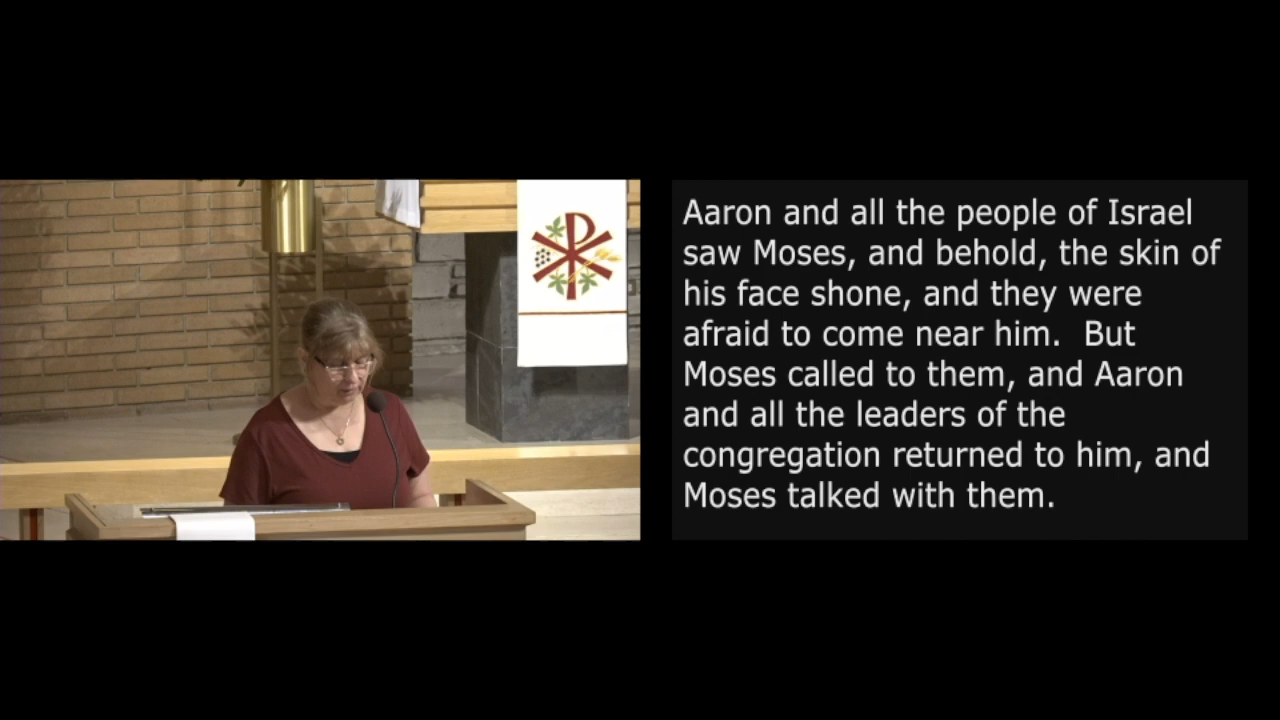 Aaron and all the people of Israel
saw Moses, and behold, the skin of
his face shone, and they were
afraid to come near him.  But
Moses called to them, and Aaron
and all the leaders of the
congregation returned to him, and
Moses talked with them.